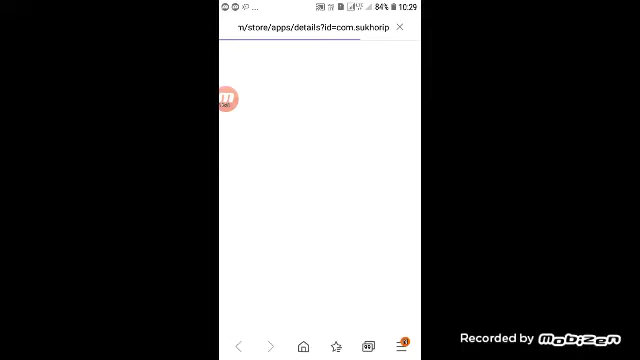 84% 10:29
m/store/apps/details?id=com.sukhorip
Recorded by mobizen